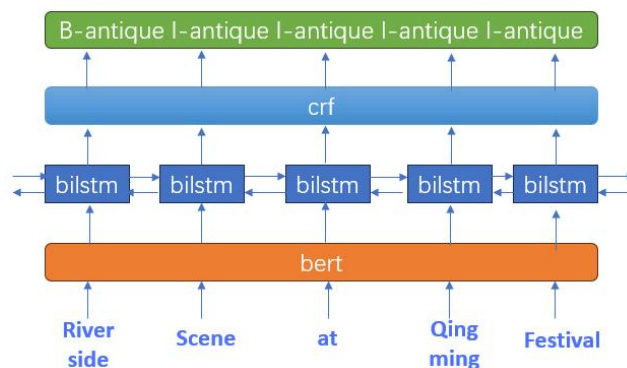 B-antique I-antique I-antique I-antique I-antique
crf
bilstm bilstm bilstm bilstm bilstm
bert
River side Scene at Qing ming Festival